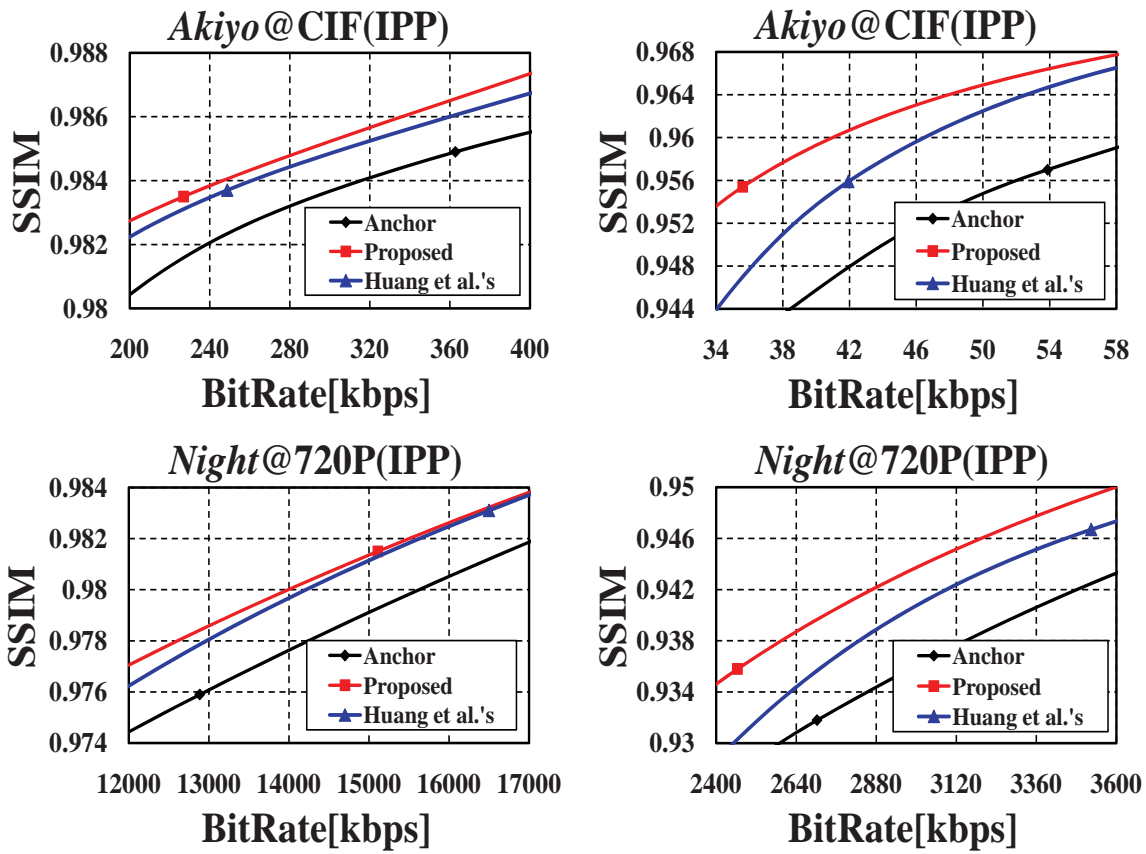 Akiyo@CIF(IPP)
SSIM
0.988
0.986
0.984
0.982
0.98
Anchor
Proposed
Huang et al.'s
200 240 280 320 360 400
BitRate[kbps]
Akiyo@CIF(IPP)
SSIM
0.968
0.964
0.96
0.956
0.952
0.948
0.944
Anchor
Proposed
Huang et al.'s
34 38 42 46 50 54 58
BitRate[kbps]
Night@720P(IPP)
SSIM
0.984
0.982
0.98
0.978
0.976
0.974
Anchor
Proposed
Huang et al.'s
12000 13000 14000 15000 16000 17000
BitRate[kbps]
Night@720P(IPP)
SSIM
0.95
0.946
0.942
0.938
0.934
0.93
Anchor
Proposed
Huang et al.'s
2400 2640 2880 3120 3360 3600
BitRate[kbps]